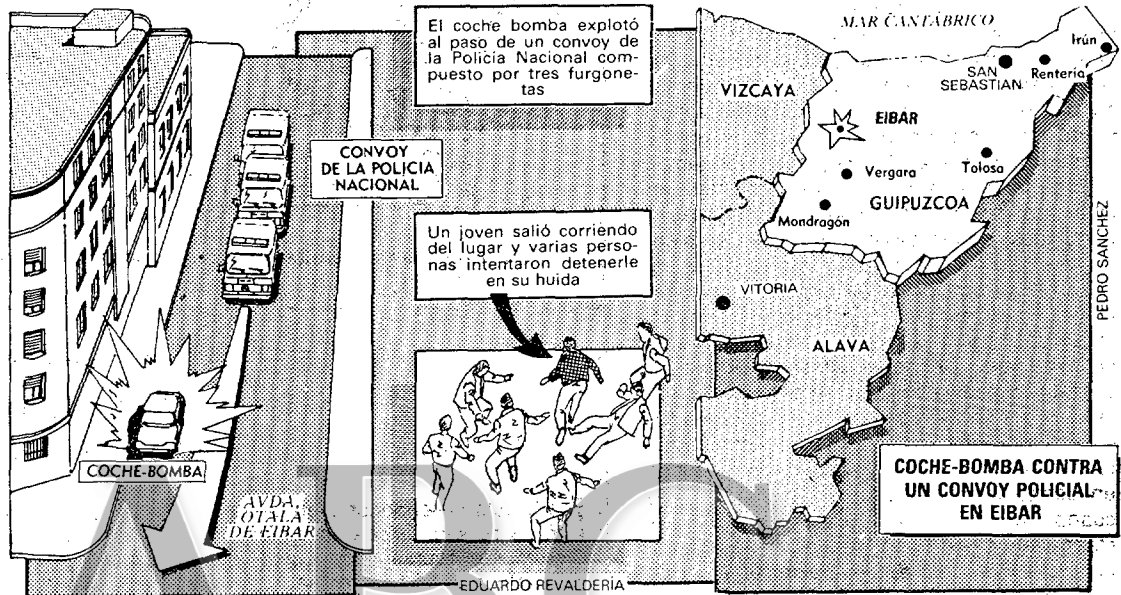 El coche bomba explotó
al paso de un convoy de
la Policía Nacional com-
puesto por tres furgone-
tas
CONVOY
DE LA POLICIA
NACIONAL
Un joven salió corriendo
del lugar y varias perso-
nas intentaron detenerle
en su huida
COCHE-BOMBA
AVDA.
OTALA
DE EIBAR
EDUARDO REVALDERÍA
MAR CANTÁBRICO
Irún
SAN
SEBASTIAN
Rentería
VIZCAYA
EIBAR
Vergara
Tolosa
Mondragón
GUIPUZCOA
VITORIA
ALAVA
PEDRO SANCHEZ
COCHE-BOMBA CONTRA
UN CONVOY POLICIAL
EN EIBAR
ABC